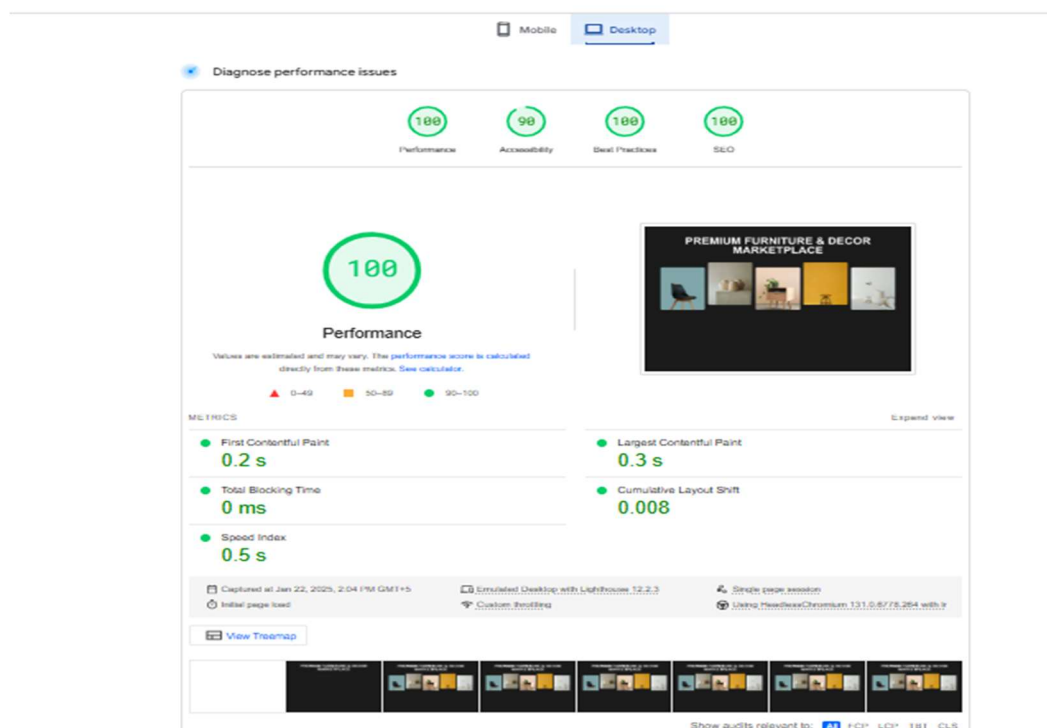 Mobile Desktop
Diagnose performance issues
100 90 100 100
Performance Accessibility Best Practices SEO
100
PREMIUM FURNITURE & DECOR
MARKETPLACE
Performance
Values are estimated and may vary. The performance score is calculated
directly from these metrics. See calculator.
0–49 50–89 90–100
METRICS Expand view
First Contentful Paint Largest Contentful Paint
0.2 s 0.3 s
Total Blocking Time Cumulative Layout Shift
0 ms 0.008
Speed Index
0.5 s
Captured at Jan 22, 2025, 2:04 PM GMT+5 Emulated Desktop with Lighthouse 12.2.3 Single page session
Initial page load Custom throttling Using HeadlessChromium 131.0.6778.264 with lr
View Treemap
Show audits relevant to: All FCP LCP TBT CLS